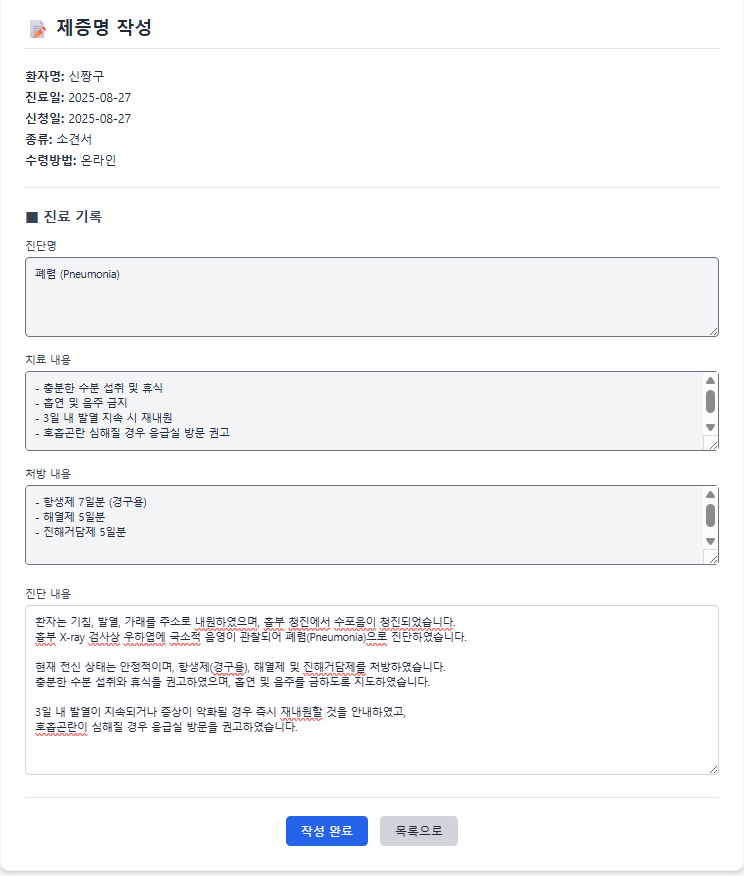 제증명 작성
환자명: 신짱구
진료일: 2025-08-27
신청일: 2025-08-27
종류: 소견서
수령방법: 온라인
■ 진료 기록
진단명
폐렴 (Pneumonia)
치료 내용
- 충분한 수분 섭취 및 휴식
- 흡연 및 음주 금지
- 3일 내 발열 지속 시 재내원
- 호흡곤란 심해질 경우 응급실 방문 권고
처방 내용
- 항생제 7일분 (경구용)
- 해열제 5일분
- 진해거담제 5일분
진단 내용
환자는 기침, 발열, 가래를 주소로 내원하였으며, 흉부 청진에서 수포음이 청진되었습니다.
흉부 X-ray 검사상 우하엽에 국소적 음영이 관찰되어 폐렴(Pneumonia)으로 진단하였습니다.
현재 전신 상태는 안정적이며, 항생제(경구용), 해열제 및 진해거담제를 처방하였습니다.
충분한 수분 섭취와 휴식을 권고하였으며, 흡연 및 음주를 금하도록 지도하였습니다.
3일 내 발열이 지속되거나 증상이 악화될 경우 즉시 재내원할 것을 안내하였고,
호흡곤란이 심해질 경우 응급실 방문을 권고하였습니다.
작성 완료
목록으로